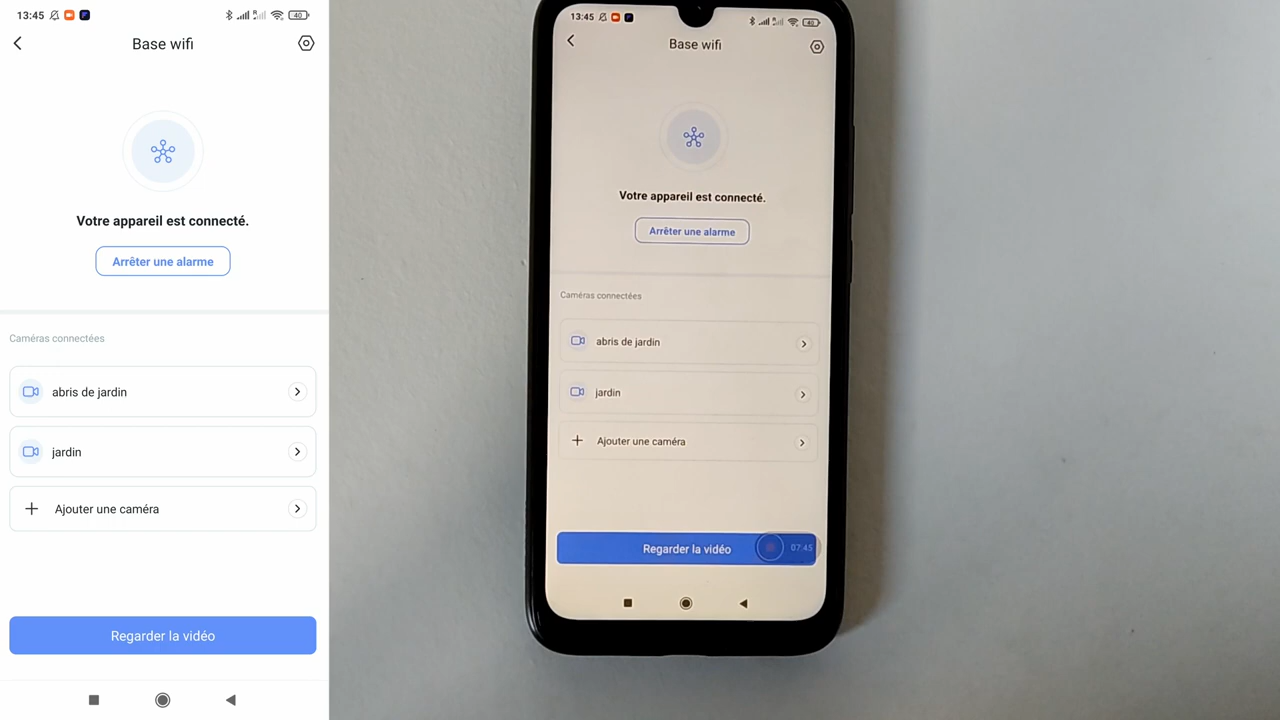 13:45
40
Base wifi
Votre appareil est connecté.
Arrêter une alarme
Caméras connectées
abris de jardin
jardin
Ajouter une caméra
Regarder la vidéo
13:45
40
Base wifi
Votre appareil est connecté.
Arrêter une alarme
Caméras connectées
abris de jardin
jardin
Ajouter une caméra
Regarder la vidéo
07:45